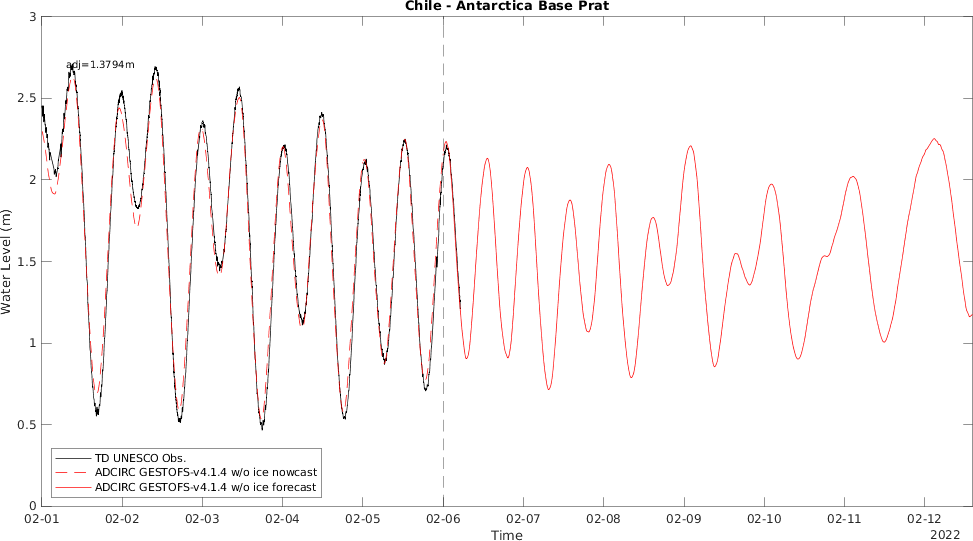 Chile - Antarctica Base Prat
3
adj=1.3794m
2.5
2
1.5
1
0.5
0
Water Level (m)
TD UNESCO Obs.
ADCIRC GESTOFS-v4.1.4 w/o ice nowcast
ADCIRC GESTOFS-v4.1.4 w/o ice forecast
02-01 02-02 02-03 02-04 02-05 02-06 02-07 02-08 02-09 02-10 02-11 02-12
Time
2022